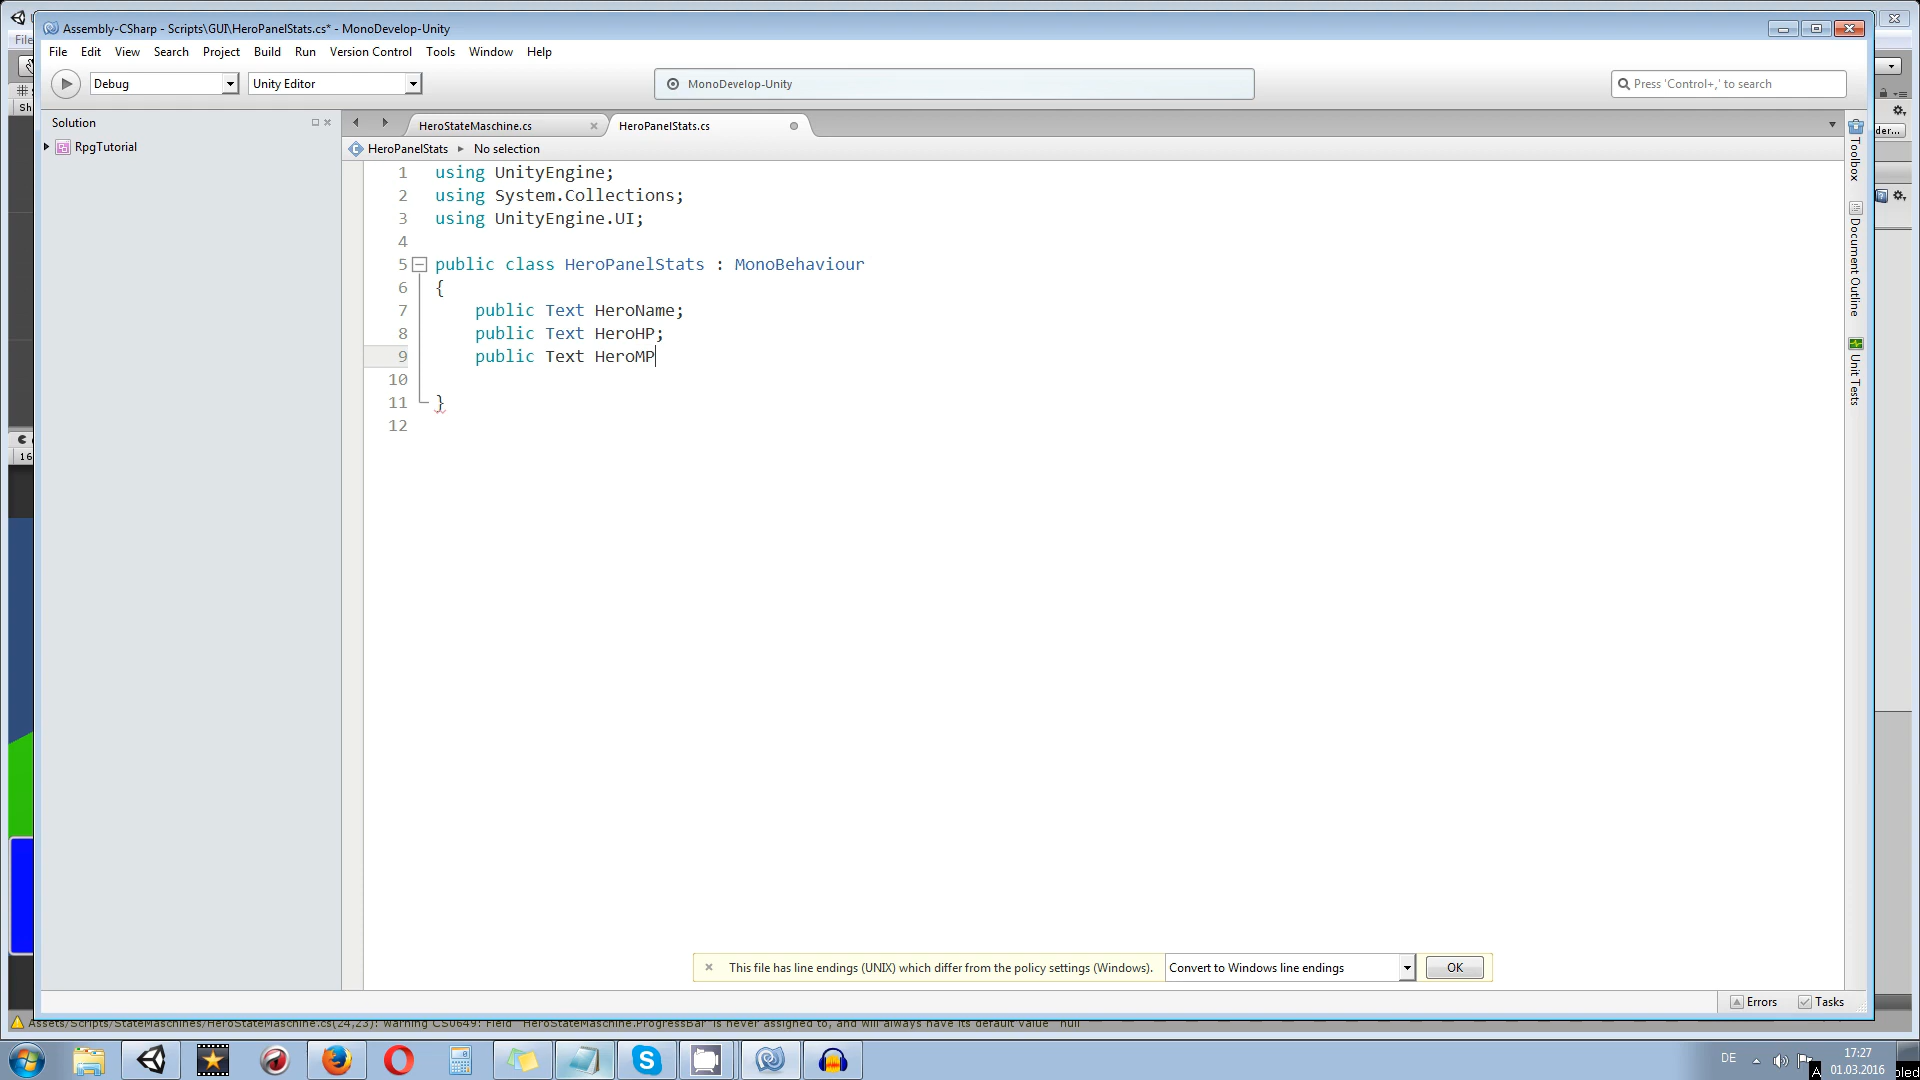 Assembly-CSharp - Scripts\GUI\HeroPanelStats.cs* - MonoDevelop-Unity
File
File Edit View Search Project Build Run Version Control Tools Window Help
Debug
Unity Editor
MonoDevelop-Unity
Press 'Control+,' to search
Sh
der...
Solution
HeroStateMaschine.cs
HeroPanelStats.cs
RpgTutorial
HeroPanelStats
No selection
Toolbox
Document Outline
Unit Tests
1 using UnityEngine;
2 using System.Collections;
3 using UnityEngine.UI;
4
5 public class HeroPanelStats : MonoBehaviour
6 {
7 public Text HeroName;
8 public Text HeroHP;
9 public Text HeroMP
10
11 }
12
16
This file has line endings (UNIX) which differ from the policy settings (Windows).
Convert to Windows line endings
OK
Errors
Tasks
Assets/Scripts/StateMaschines/HeroStateMaschine.cs(24,23): warning CS0649: Field `HeroStateMaschine.ProgressBar' is never assigned to, and will always have its default value `null'
DE
17:27
01.03.2016